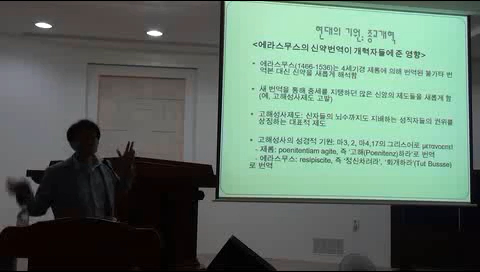 현대의 기원, 종교개혁
<에라스무스의 신약번역이 개혁자들에 준 영향>
• 에라스무스(1466-1536)는 4세기경 제롬에 의해 번역된 불가타 번
역본 대신 신약을 새롭게 해석함
• 새 번역을 통해 중세를 지탱하던 많은 신앙의 제도들을 새롭게 함
(예, 고해성사제도 고발)
• 고해성사제도: 신자들의 뇌수까지도 지배하는 성직자들의 권위를
상징하는 대표적 제도
• 고해성사의 성경적 기원: 마3, 2, 마4,17의 그리스어로 μετανοειτε
- 제롬: poenitentiam agite, 즉 '고해(Poenitenz)하라'로 번역
- 에라스무스: resipiscite, 즉 '정신차려라', '회개하라'(Tut Bussse)
로 번역